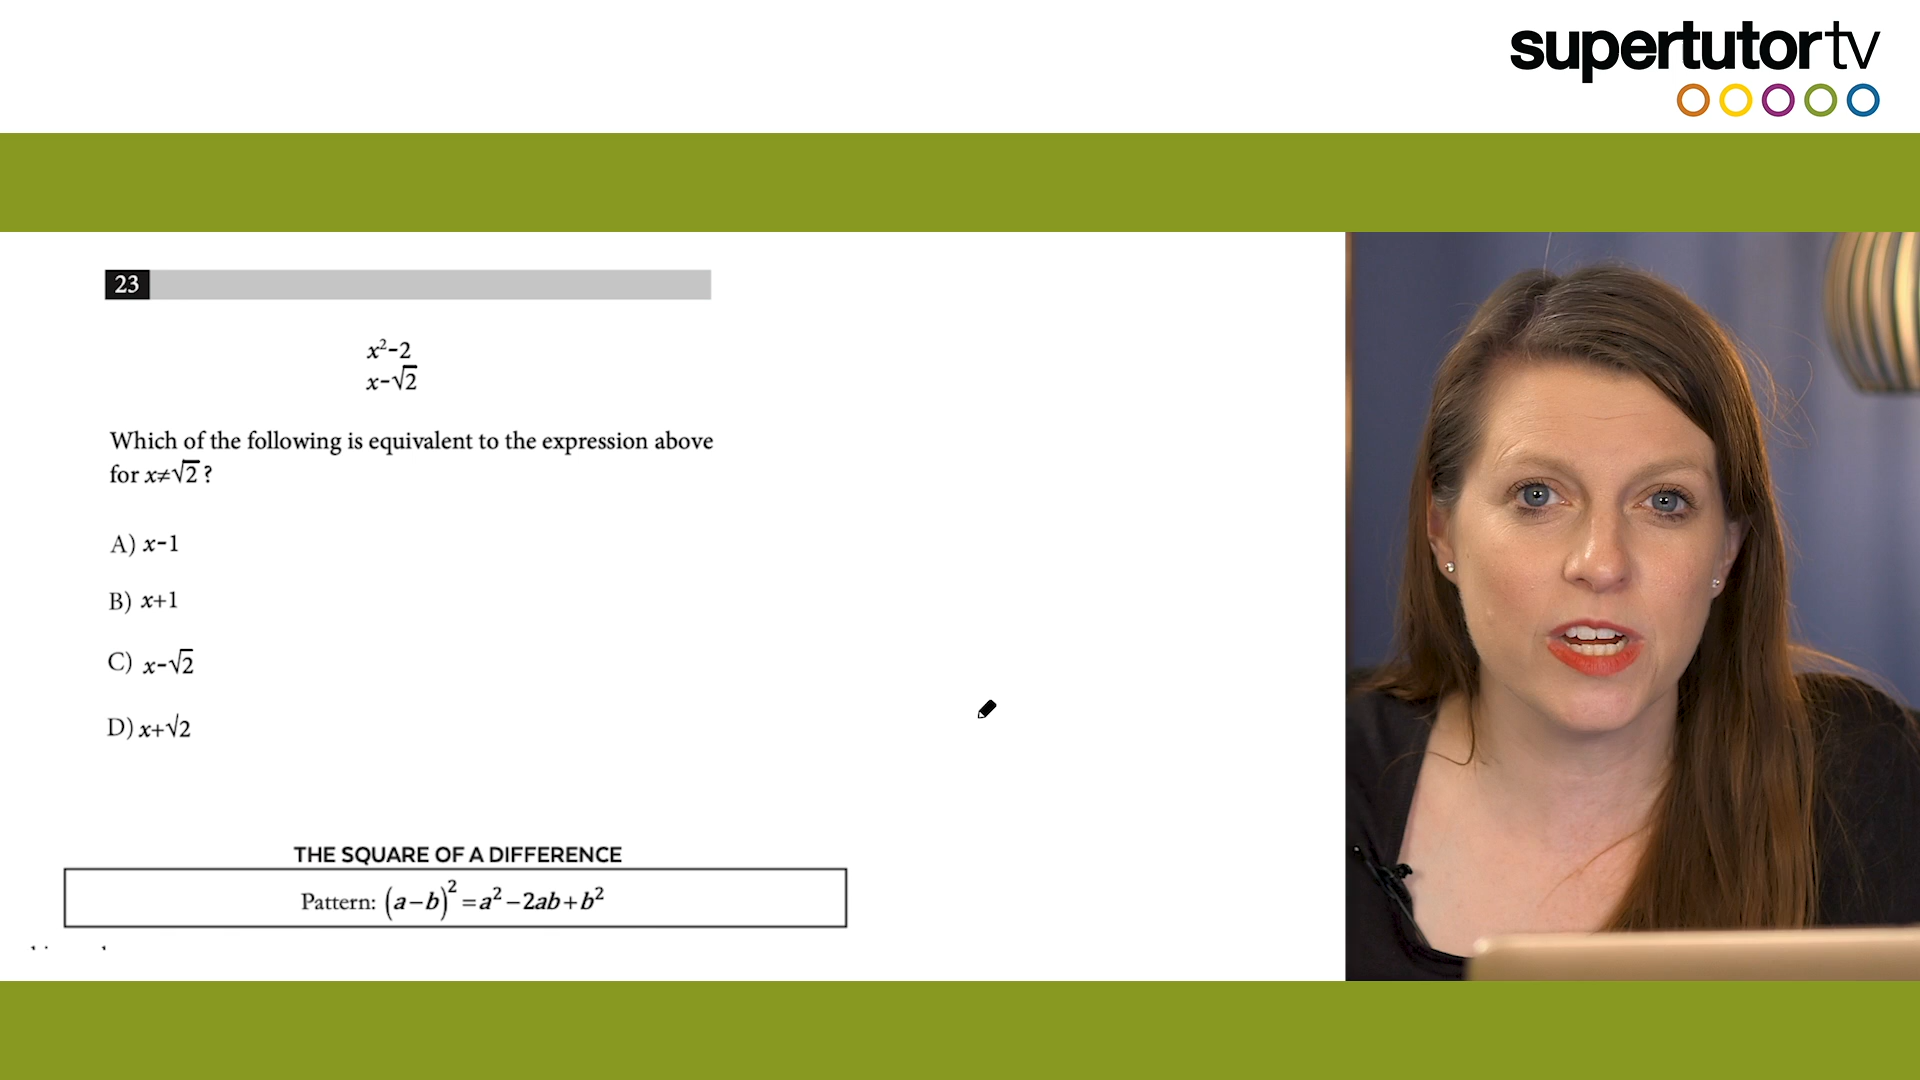 supertutortv
23
x²-2
x-√2
Which of the following is equivalent to the expression above
for x≠√2 ?
A) x-1
B) x+1
C) x-√2
D) x+√2
THE SQUARE OF A DIFFERENCE
Pattern: (a-b)² = a² - 2ab + b²